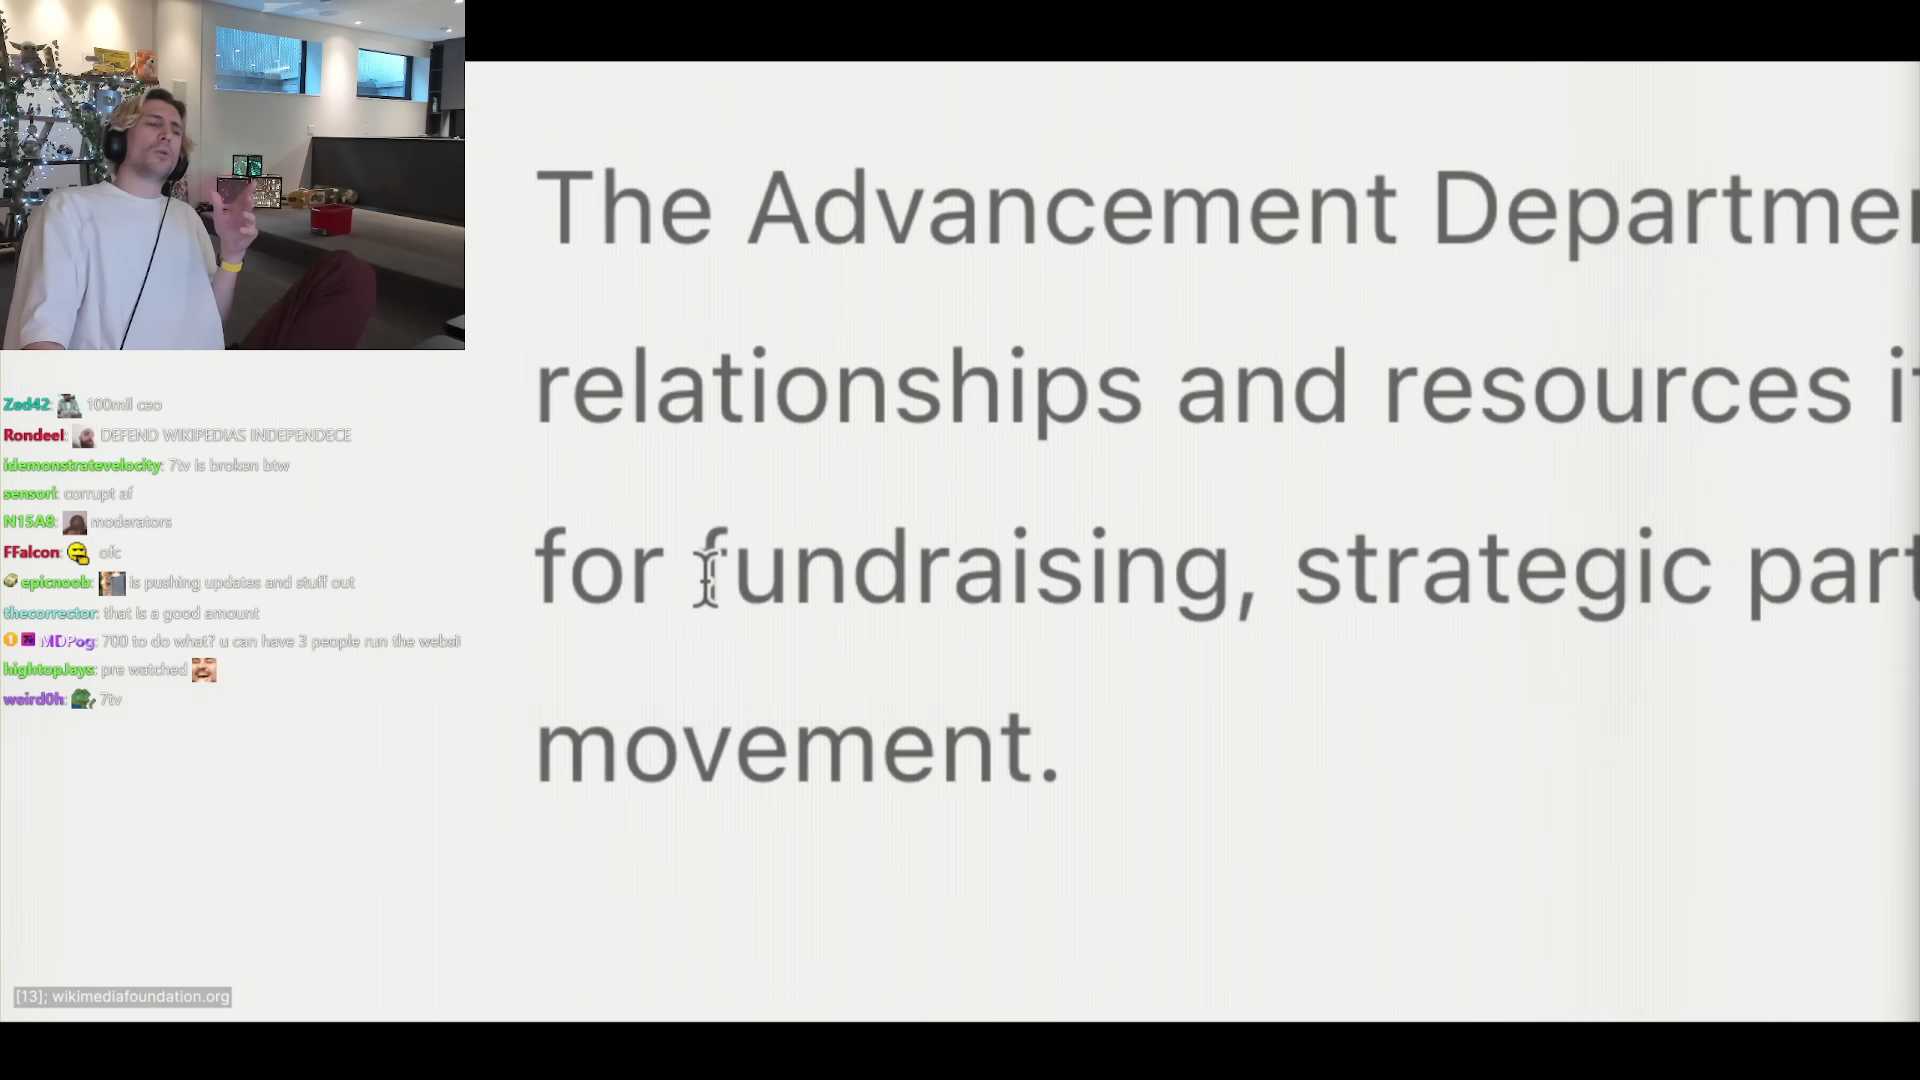 The Advancement Departmen
relationships and resources it
for fundraising, strategic part
movement.
Zed42: 100mil ceo
Rondeel: DEFEND WIKIPEDIAS INDEPENDECE
idemonstratevelocity: 7tv is broken btw
sensori: corrupt af
N15A8: moderators
FFalcon: ofc
epicnoob: is pushing updates and stuff out
thecorrector: that is a good amount
MDPog: 700 to do what? u can have 3 people run the websi
hightopJays: pre watched
weird0h: 7tv
[13]; wikimediafoundation.org